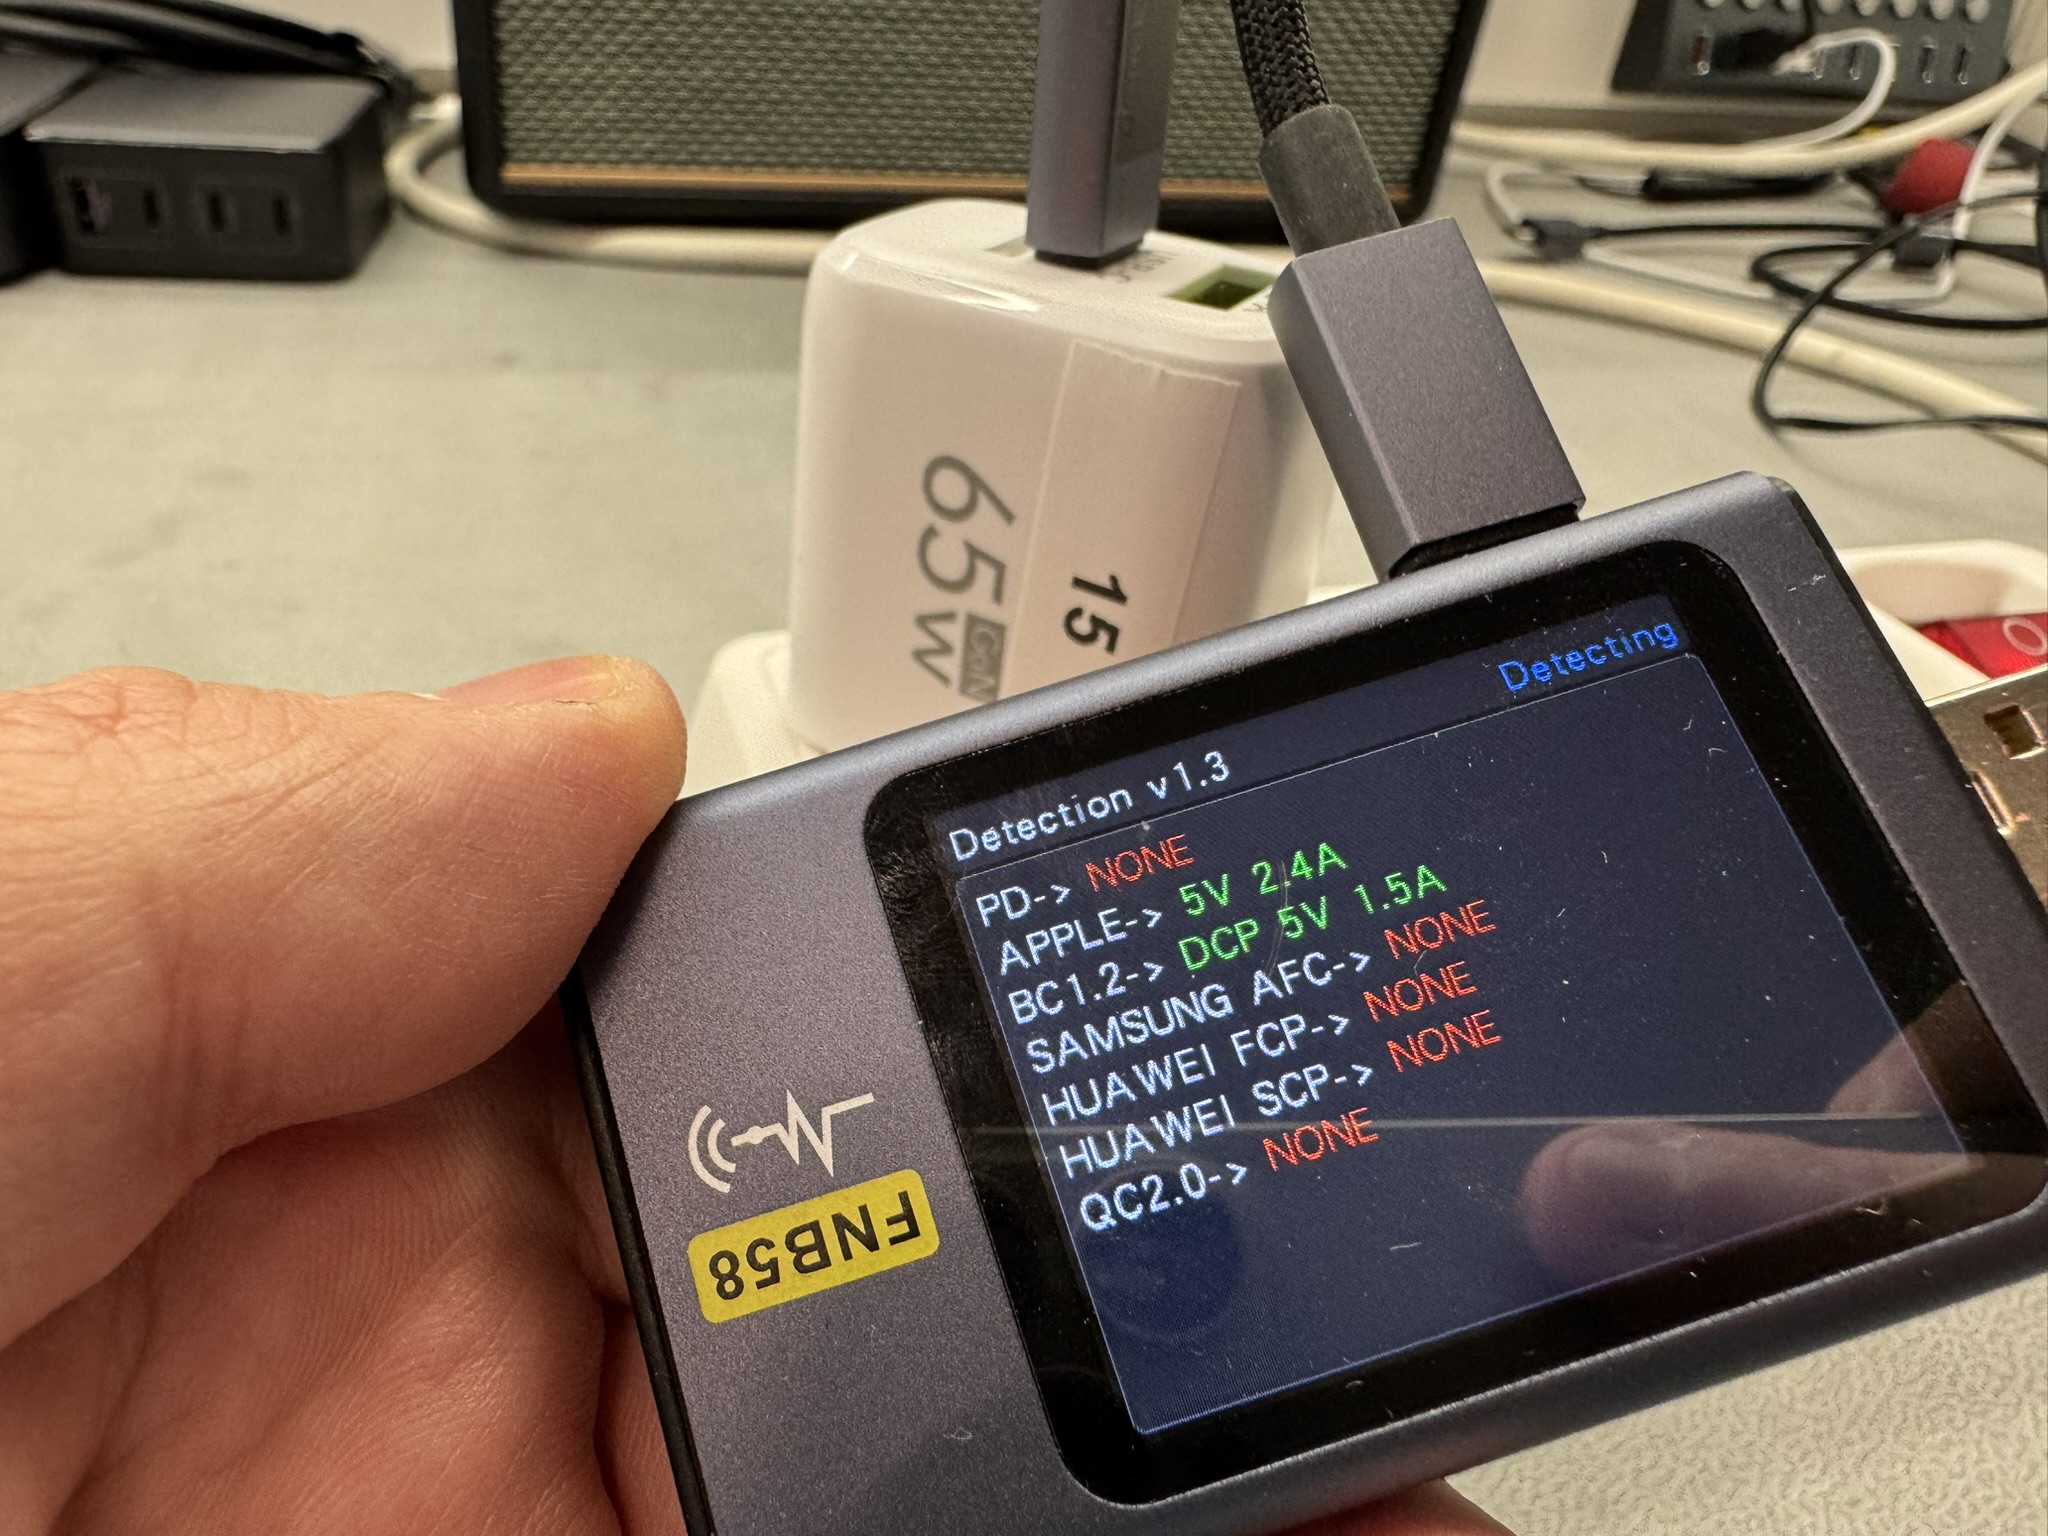 65W
GaN
15
Detection v1.3
Detecting
PD-> NONE
APPLE-> 5V 2.4A
BC1.2-> DCP 5V 1.5A
SAMSUNG AFC-> NONE
HUAWEI FCP-> NONE
HUAWEI SCP-> NONE
QC2.0-> NONE
FNB58